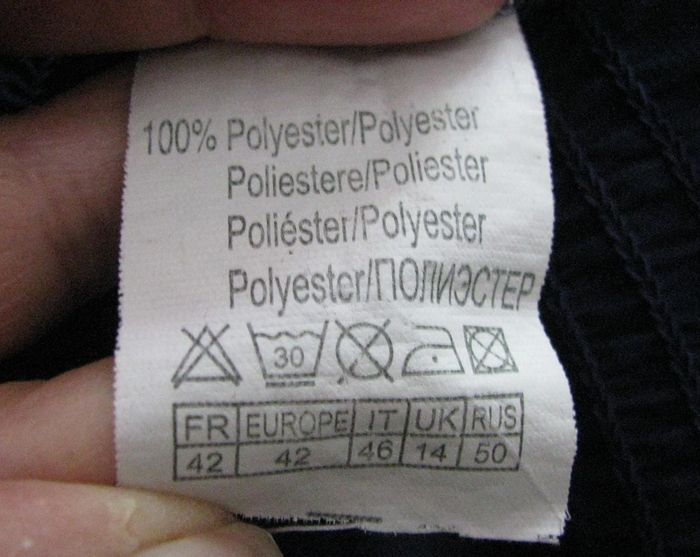 100% Polyester/Polyester
Poliestere/Poliester
Poliéster/Polyester
Polyester/ПОЛИЭСТЕР
30
FR EUROPE IT UK RUS
42 42 46 14 50